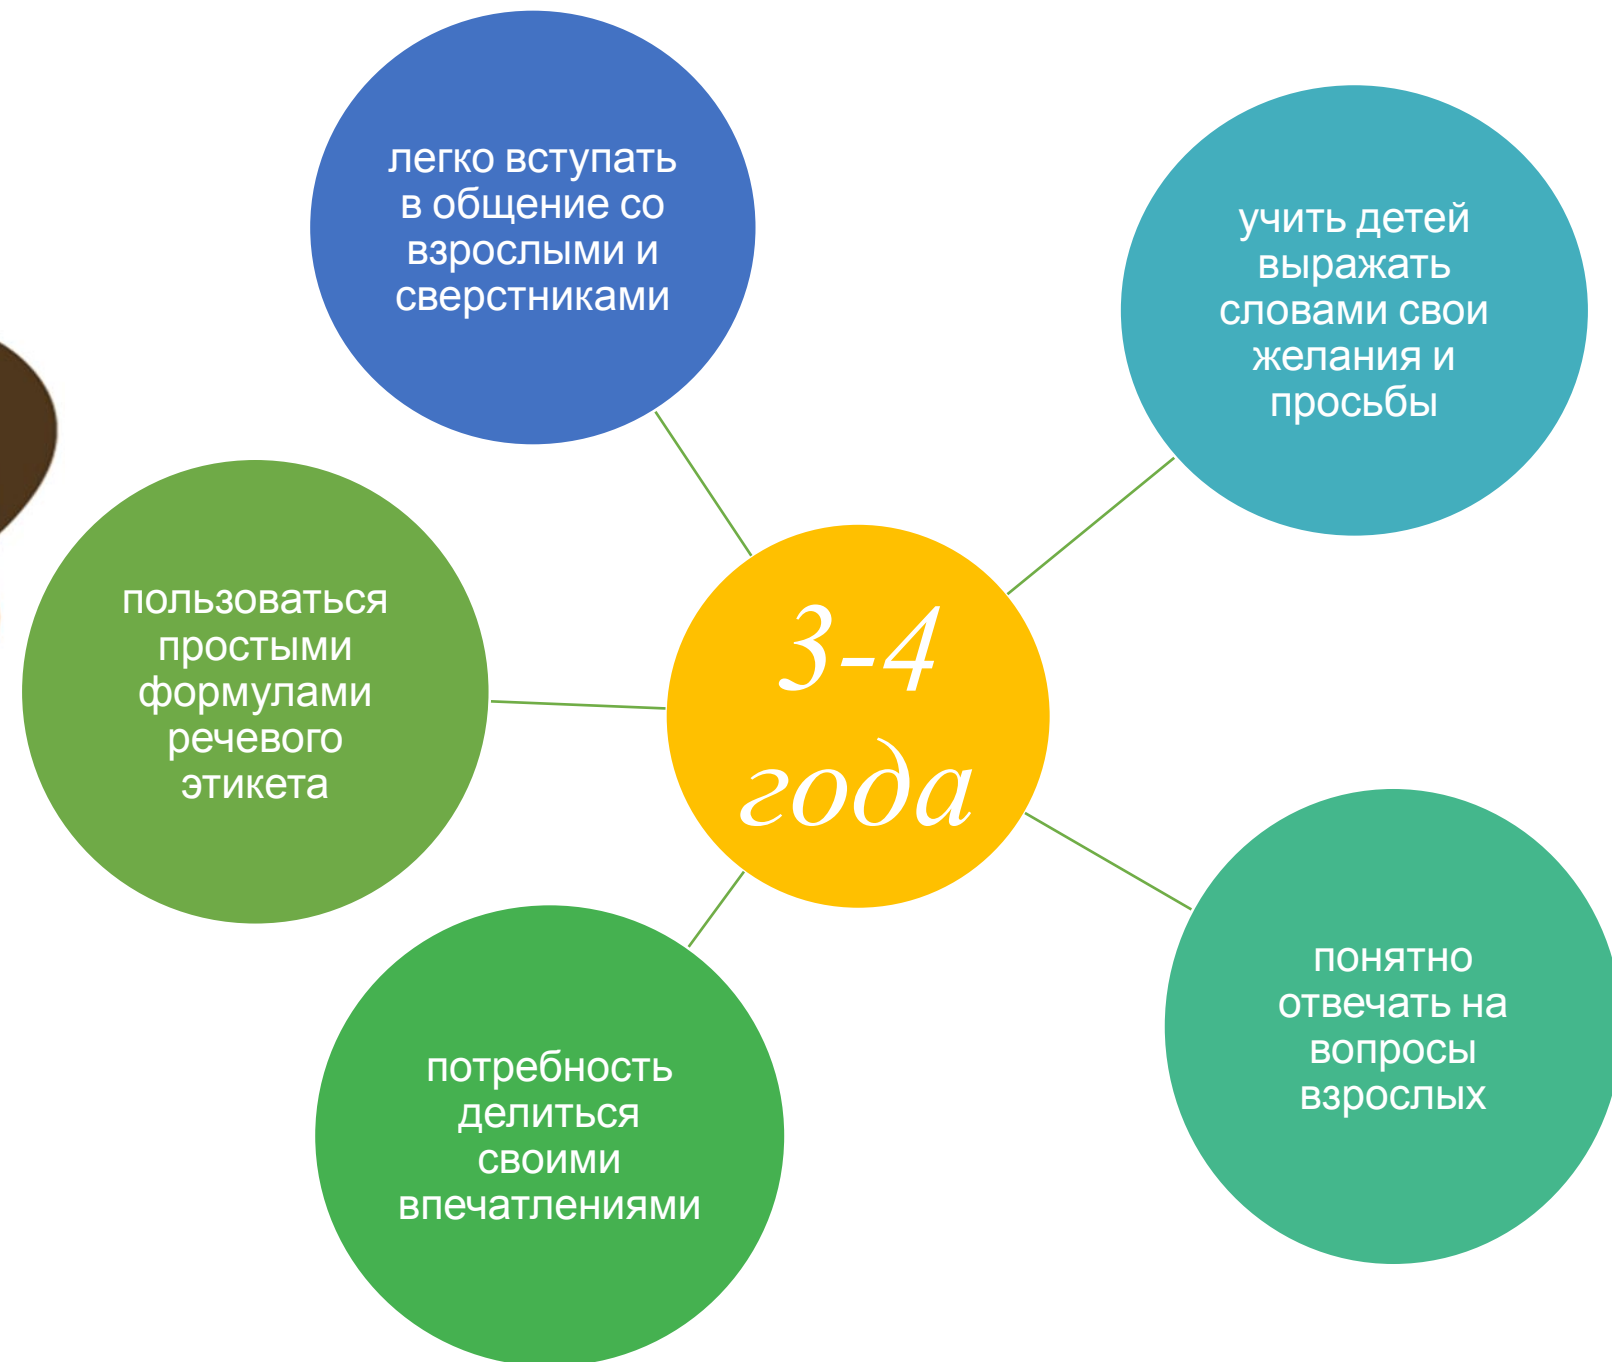 легко вступать
в общение со
взрослыми и
сверстниками
учить детей
выражать
словами свои
желания и
просьбы
пользоваться
простыми
формулами
речевого
этикета
3-4
года
понятно
отвечать на
вопросы
взрослых
потребность
делиться
своими
впечатлениями